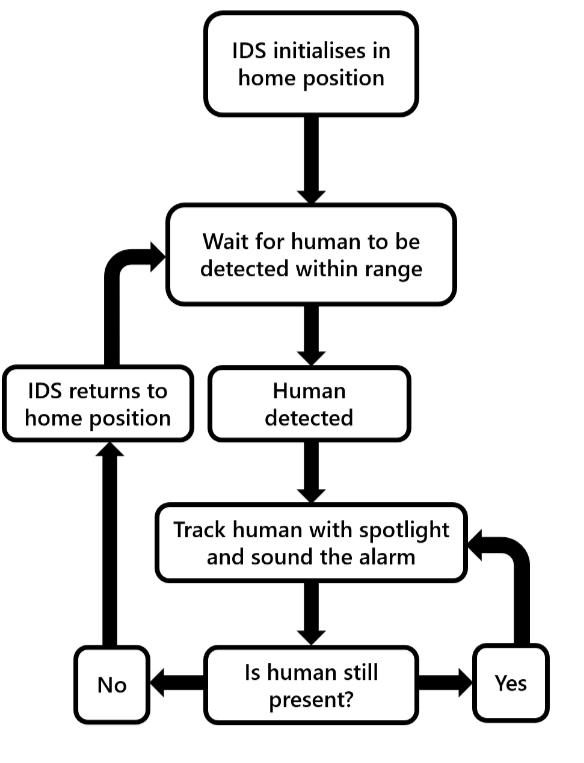 IDS initialises in
home position
Wait for human to be
detected within range
IDS returns to
home position
Human
detected
Track human with spotlight
and sound the alarm
No
Is human still
present?
Yes